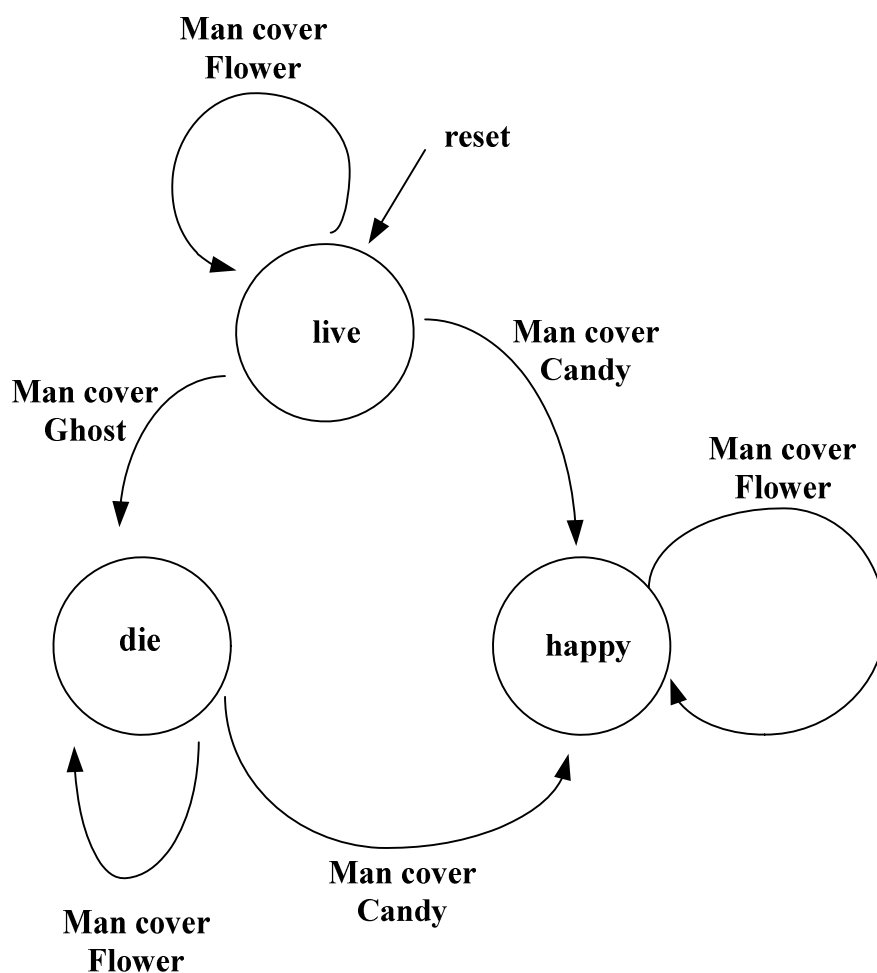 Man cover
Flower
reset
live
Man cover
Candy
Man cover
Ghost
Man cover
Flower
die
happy
Man cover
Candy
Man cover
Flower